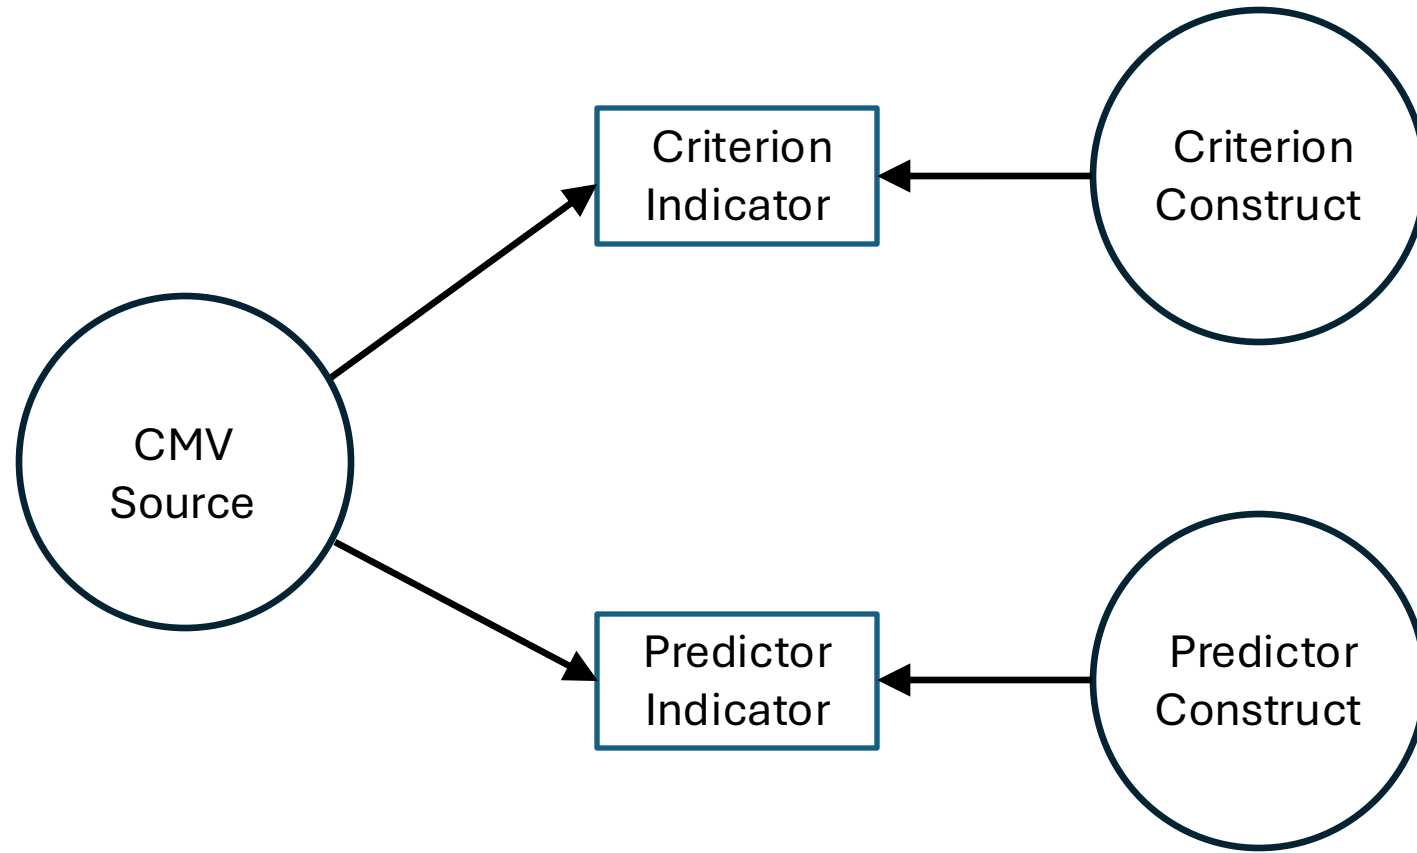 Criterion
Indicator
Criterion
Construct
CMV
Source
Predictor
Indicator
Predictor
Construct